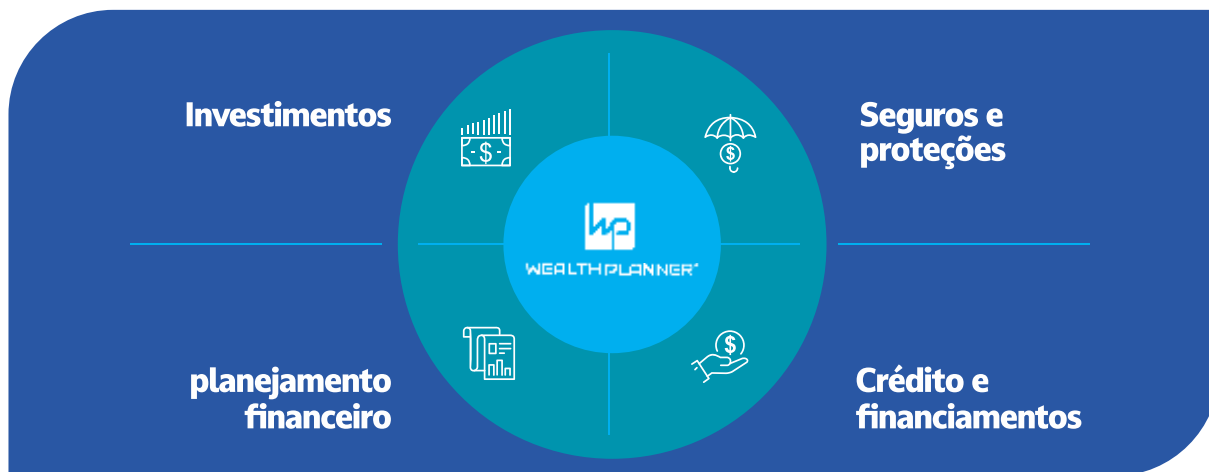 Investimentos
Seguros e
proteções
WEALTHPLANNER
planejamento
financeiro
Crédito e
financiamentos